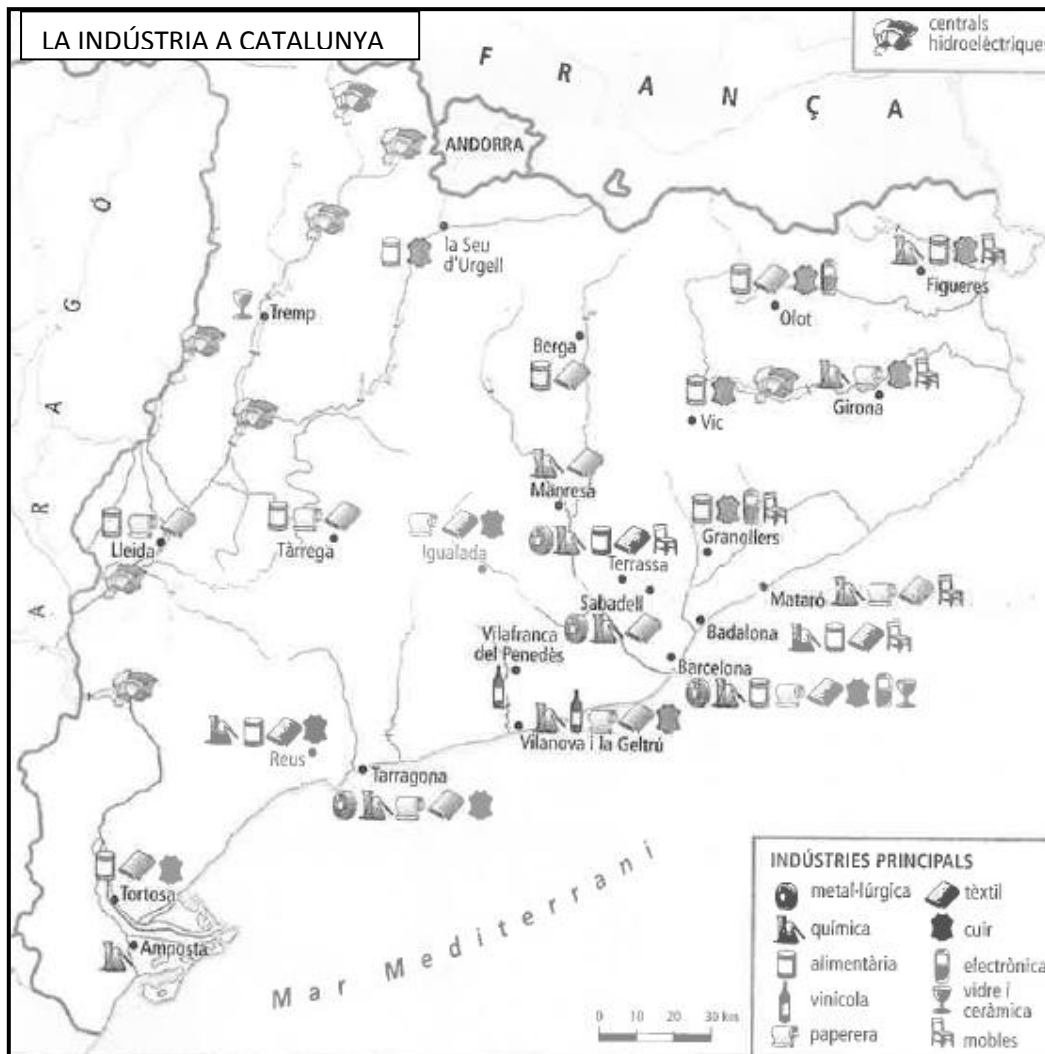 LA INDÚSTRIA A CATALUNYA
centrals
hidroelèctriques
FRANÇA
ANDORRA
ARAGÓ
la Seu
d'Urgell
Figueres
Tremp
Olot
Berga
Girona
Vic
Manresa
Lleida
Tàrrega
Igualada
Granollers
Terrassa
Sabadell
Mataró
Badalona
Vilafranca
del Penedès
Barcelona
Vilanova i la Geltrú
Reus
Tarragona
Tortosa
Amposta
Mar Mediterrani
0 10 20 30 km
INDÚSTRIES PRINCIPALS
metal·lúrgica
tèxtil
química
cuir
alimentària
electrònica
vinícola
vidre i
ceràmica
paperera
mobles